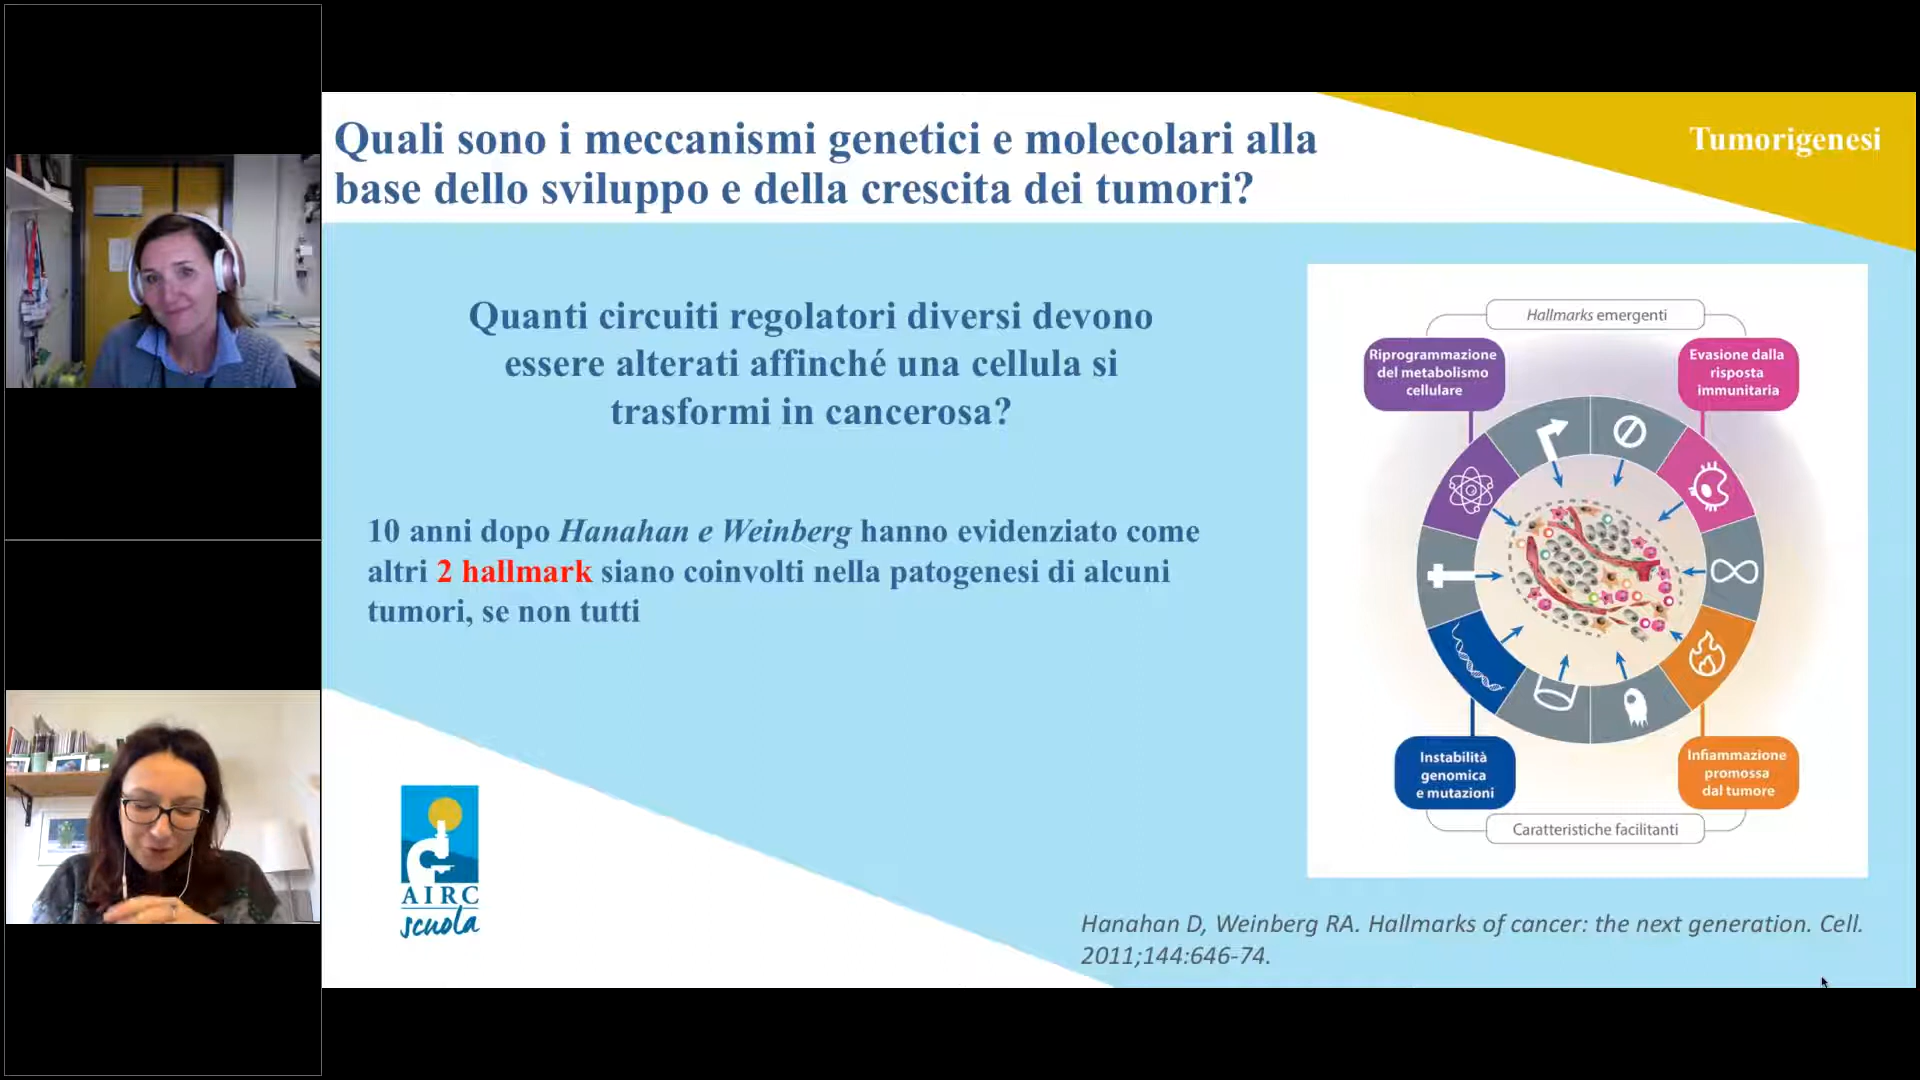 Quali sono i meccanismi genetici e molecolari alla
base dello sviluppo e della crescita dei tumori?
Tumorigenesi
Quanti circuiti regolatori diversi devono
essere alterati affinché una cellula si
trasformi in cancerosa?
10 anni dopo Hanahan e Weinberg hanno evidenziato come
altri 2 hallmark siano coinvolti nella patogenesi di alcuni
tumori, se non tutti
Hallmarks emergenti
Riprogrammazione
del metabolismo
cellulare
Evasione dalla
risposta
immunitaria
Instabilità
genomica
e mutazioni
Infiammazione
promossa
dal tumore
Caratteristiche facilitanti
AIRC
scuola
Hanahan D, Weinberg RA. Hallmarks of cancer: the next generation. Cell.
2011;144:646-74.